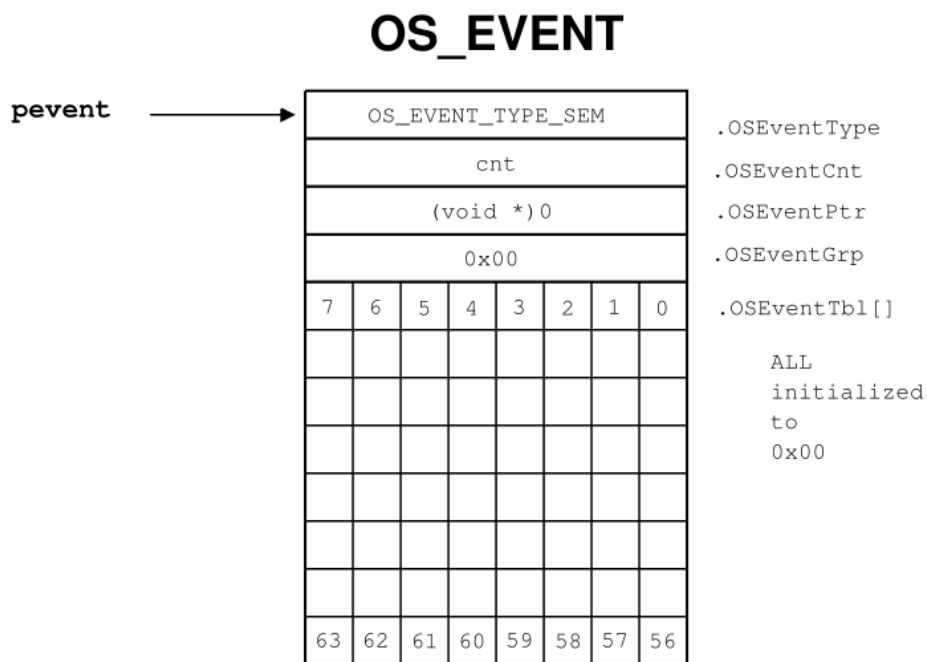 OS_EVENT
pevent
OS_EVENT_TYPE_SEM
.OSEventType
cnt
.OSEventCnt
(void *)0
.OSEventPtr
0x00
.OSEventGrp
7 6 5 4 3 2 1 0
.OSEventTbl[]
ALL
initialized
to
0x00
63 62 61 60 59 58 57 56